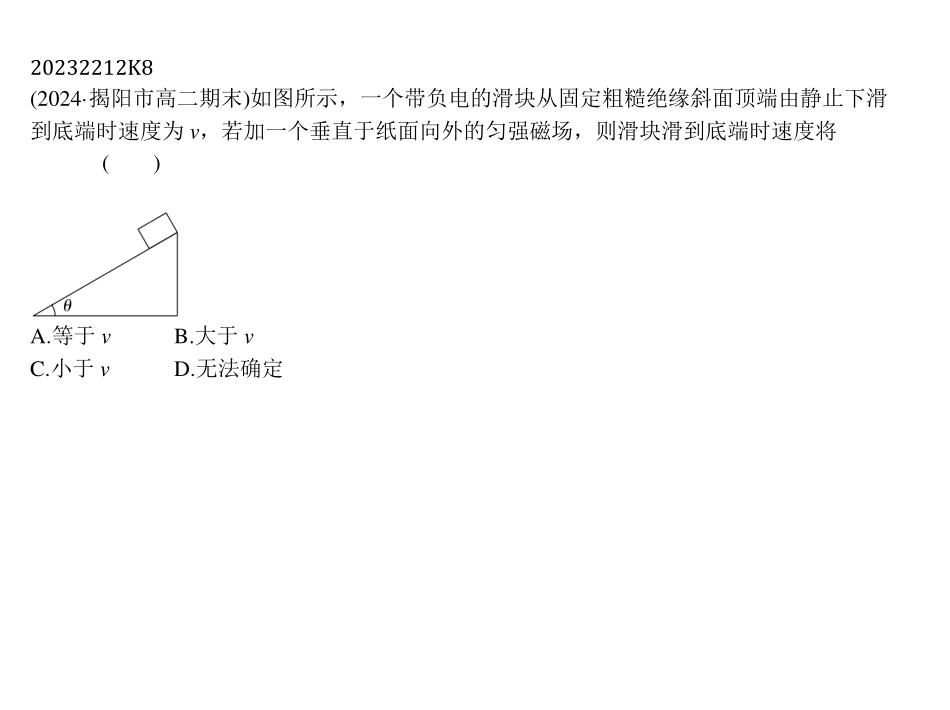 20232212K8
(2024·揭阳市高二期末)如图所示，一个带负电的滑块从固定粗糙绝缘斜面顶端由静止下滑
到底端时速度为 v，若加一个垂直于纸面向外的匀强磁场，则滑块滑到底端时速度将
(　　)
θ
A.等于 v　　　B.大于 v
C.小于 v　　　D.无法确定